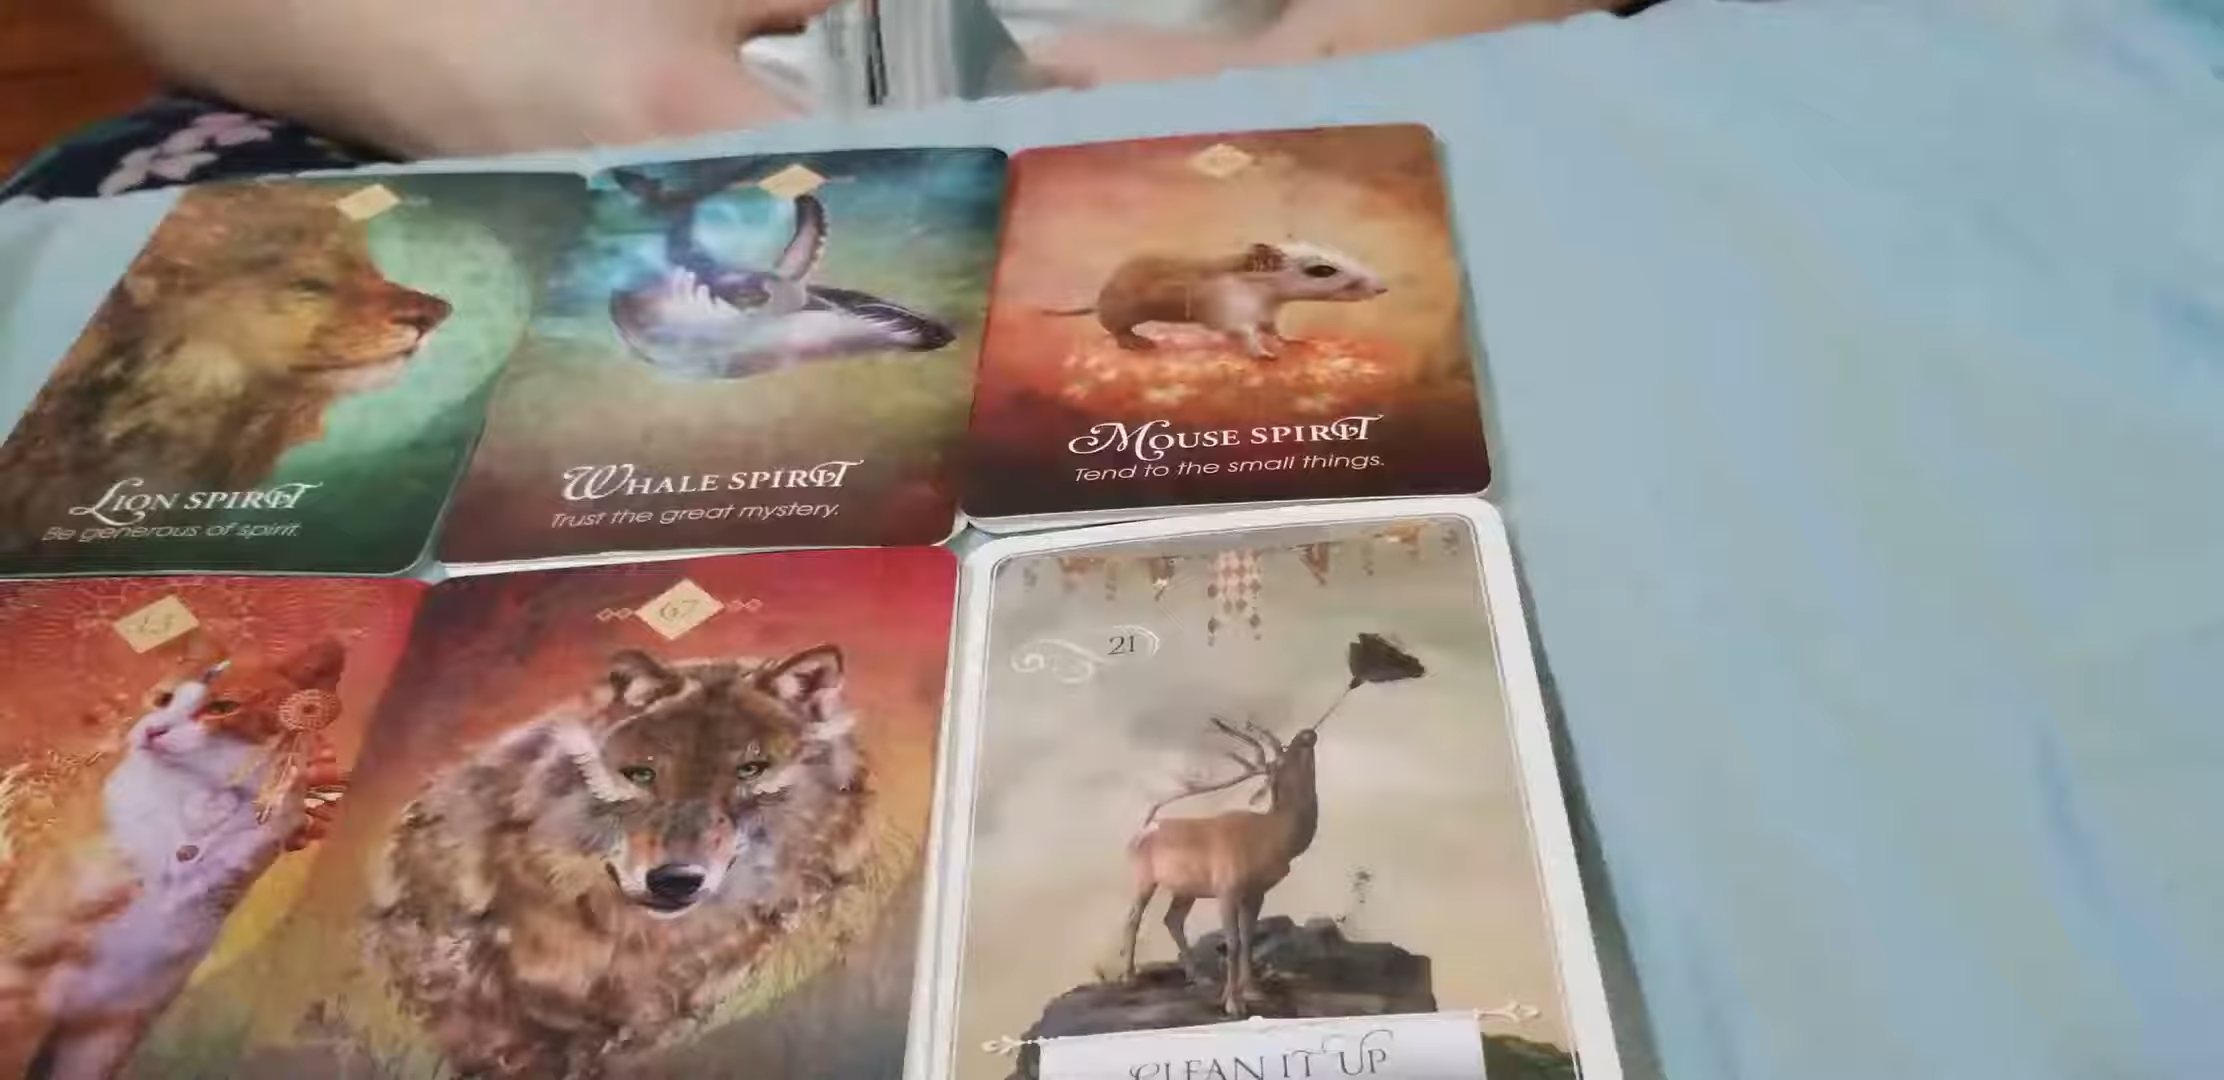 LION SPIRIT
Be generous of spirit.
WHALE SPIRIT
Trust the great mystery.
MOUSE SPIRIT
Tend to the small things.
67
21
CLEAN IT UP